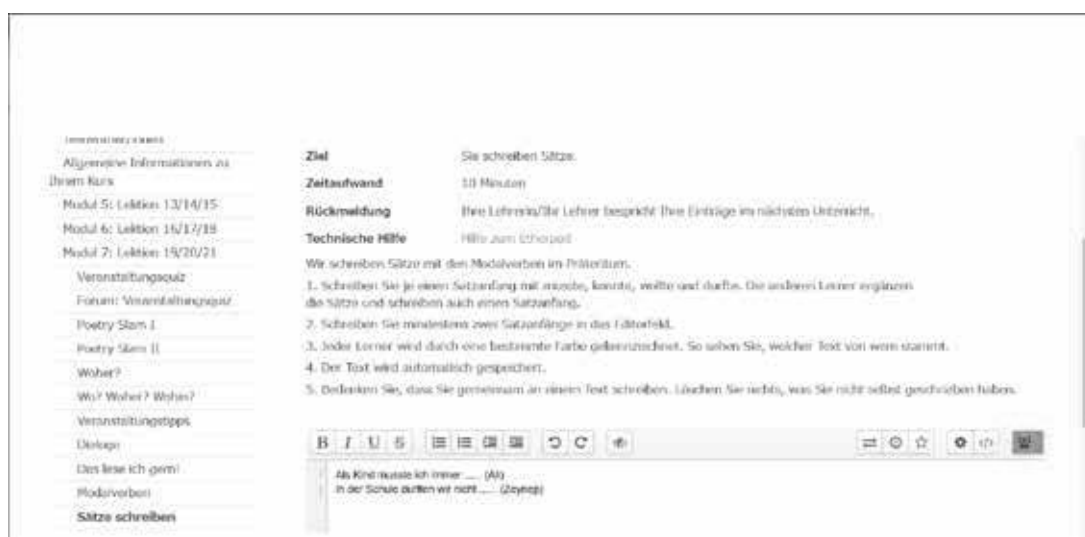 Allgemeine Informationen zu
Ihrem Kurs
Modul 5: Lektion 13/14/15
Modul 6: Lektion 16/17/18
Modul 7: Lektion 19/20/21
Veranstaltungsquiz
Forum: Veranstaltungsquiz
Poetry Slam I
Poetry Slam II
Woher?
Wo? Woher? Wohin?
Veranstaltungstipps
Dialoge
Das lese ich gern!
Modalverben
Sätze schreiben
Ziel Sie schreiben Sätze.
Zeitaufwand 10 Minuten
Rückmeldung Ihre Lehrerin/Ihr Lehrer bespricht Ihre Einträge im nächsten Unterricht.
Technische Hilfe Hilfe zum Etherpad
Wir schreiben Sätze mit den Modalverben im Präteritum.
1. Schreiben Sie je einen Satzanfang mit musste, konnte, wollte und durfte. Die anderen Lerner ergänzen
die Sätze und schreiben auch einen Satzanfang.
2. Schreiben Sie mindestens zwei Satzanfänge in das Editorfeld.
3. Jeder Lerner wird durch eine bestimmte Farbe gekennzeichnet. So sehen Sie, welcher Text von wem stammt.
4. Der Text wird automatisch gespeichert.
5. Bedenken Sie, dass Sie gemeinsam an einem Text schreiben. Löschen Sie nichts, was Sie nicht selbst geschrieben haben.
B I U S
Als Kind musste ich immer ..... (Ali)
In der Schule durften wir nicht ..... (Zeynep)